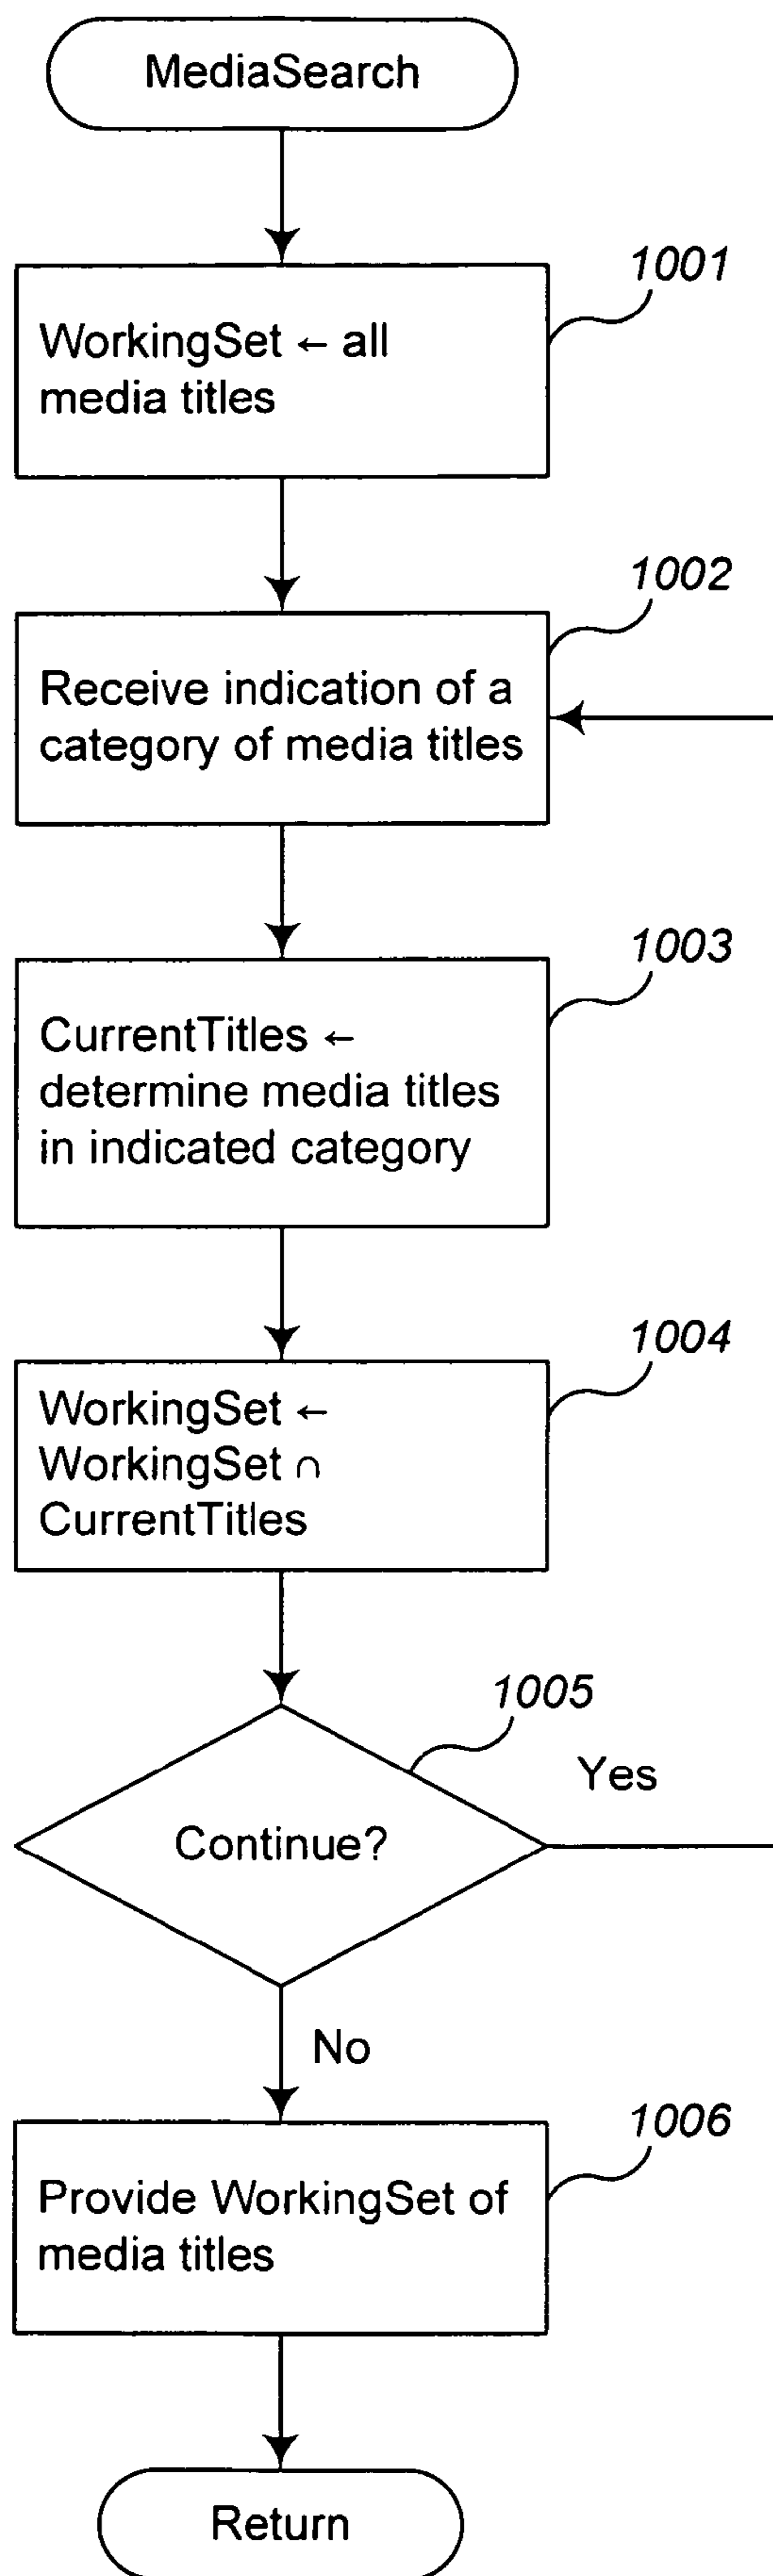 MediaSearch
1001
WorkingSet ← all
media titles
1002
Receive indication of a
category of media titles
1003
CurrentTitles ←
determine media titles
in indicated category
1004
WorkingSet ←
WorkingSet ∩
CurrentTitles
1005
Continue?
Yes
No
1006
Provide WorkingSet of
media titles
Return